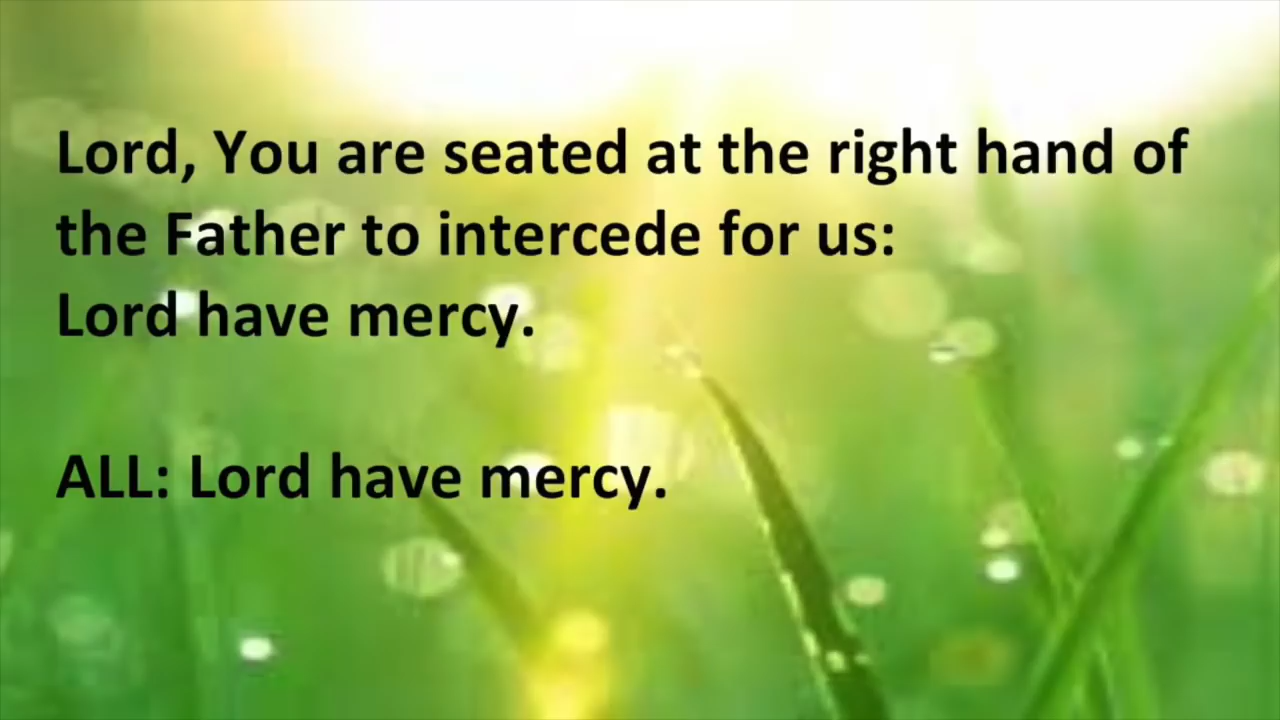 Lord, You are seated at the right hand of
the Father to intercede for us:
Lord have mercy.
ALL: Lord have mercy.